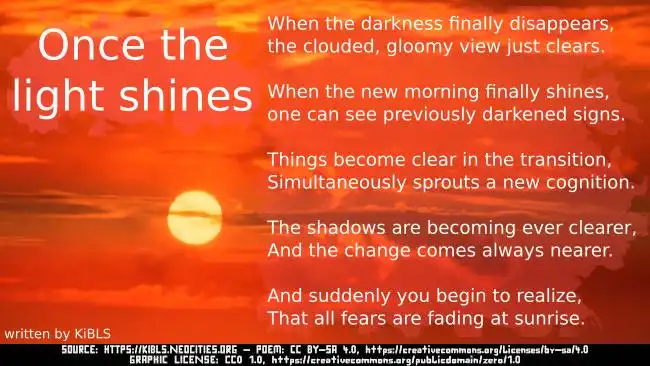 Once the
light shines
When the darkness finally disappears,
the clouded, gloomy view just clears.
When the new morning finally shines,
one can see previously darkened signs.
Things become clear in the transition,
Simultaneously sprouts a new cognition.
The shadows are becoming ever clearer,
And the change comes always nearer.
And suddenly you begin to realize,
That all fears are fading at sunrise.
written by KiBLS
SOURCE: HTTPS://KIBLS.NEOCITIES.ORG – POEM: CC BY-SA 4.0, https://creativecommons.org/licenses/by-sa/4.0
GRAPHIC LICENSE: CC0 1.0, https://creativecommons.org/publicdomain/zero/1.0